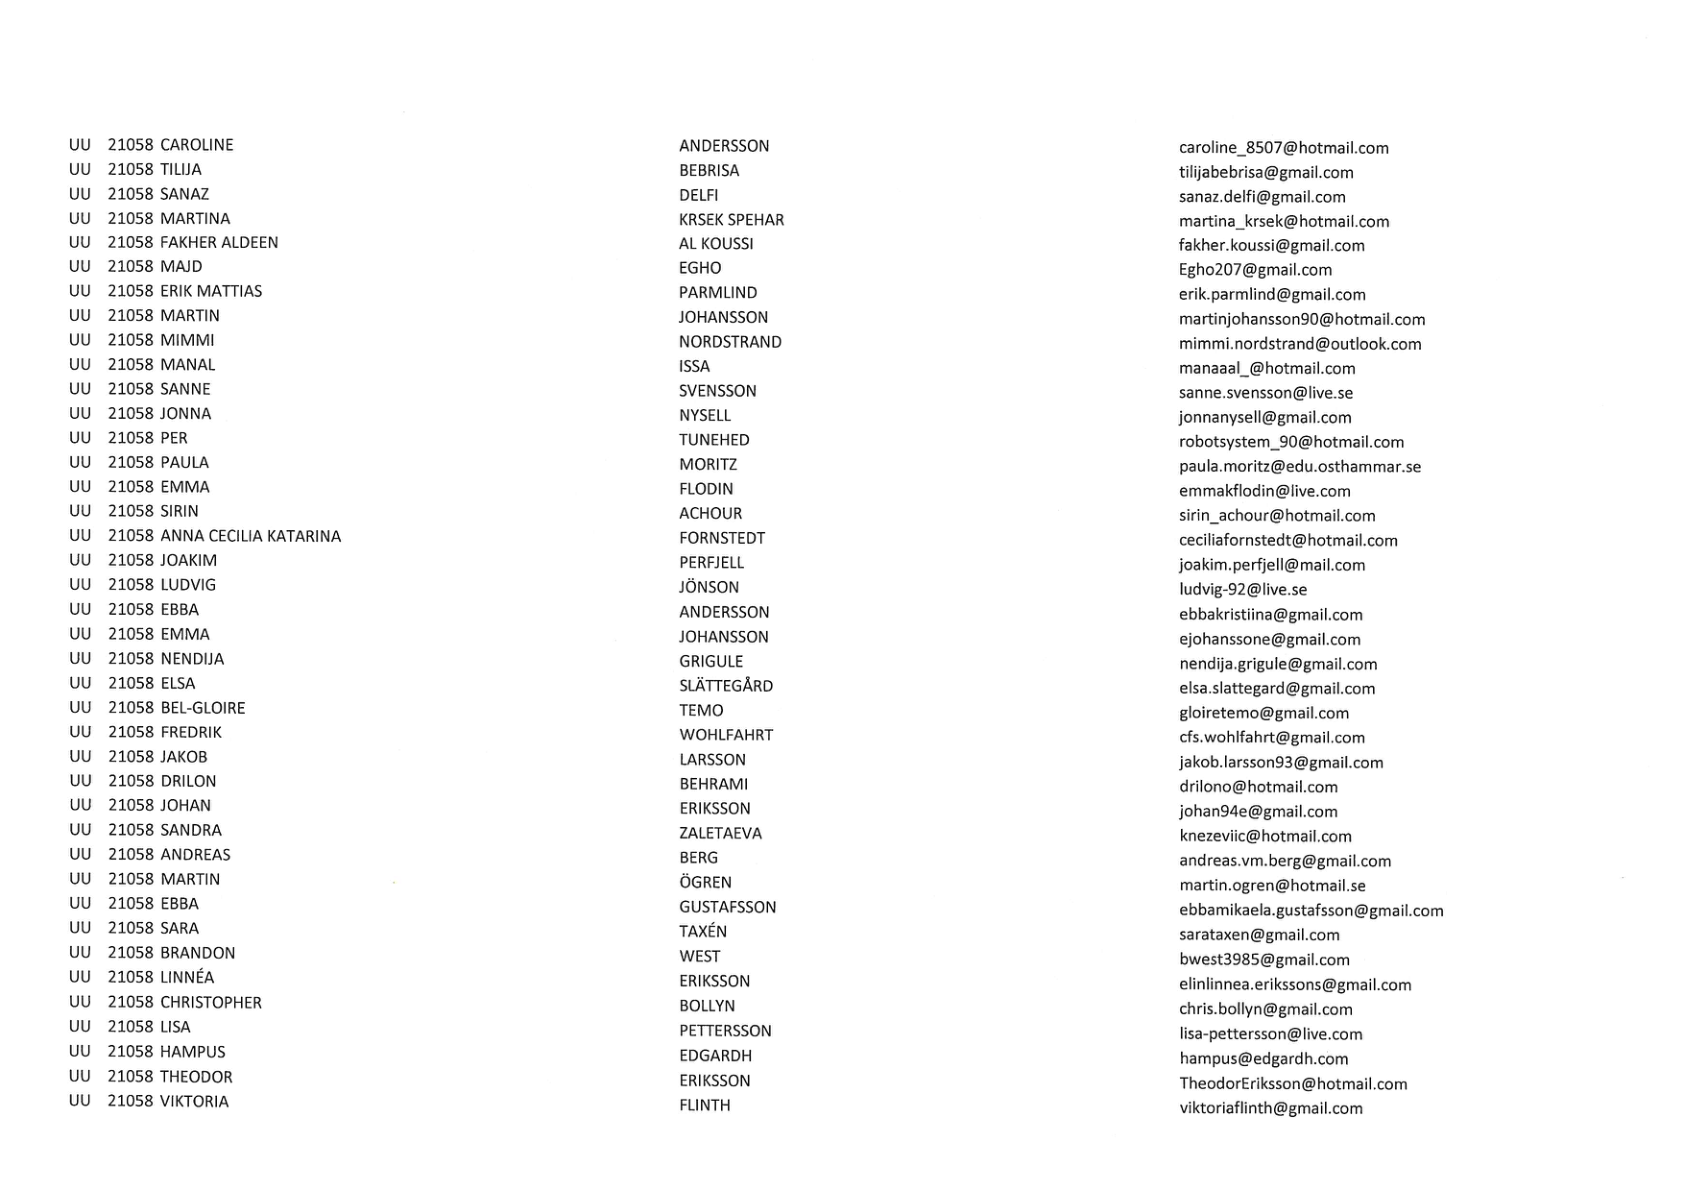 UU 21058 CAROLINE ANDERSSON caroline_8507@hotmail.com
UU 21058 TILIJA BEBRISA tilijabebrisa@gmail.com
UU 21058 SANAZ DELFI sanaz.delfi@gmail.com
UU 21058 MARTINA KRSEK SPEHAR martina_krsek@hotmail.com
UU 21058 FAKHER ALDEEN AL KOUSSI fakher.koussi@gmail.com
UU 21058 MAJD EGHO Egho207@gmail.com
UU 21058 ERIK MATTIAS PARMLIND erik.parmlind@gmail.com
UU 21058 MARTIN JOHANSSON martinjohansson90@hotmail.com
UU 21058 MIMMI NORDSTRAND mimmi.nordstrand@outlook.com
UU 21058 MANAL ISSA manaaal_@hotmail.com
UU 21058 SANNE SVENSSON sanne.svensson@live.se
UU 21058 JONNA NYSELL jonnanysell@gmail.com
UU 21058 PER TUNEHED robotsystem_90@hotmail.com
UU 21058 PAULA MORITZ paula.moritz@edu.osthammar.se
UU 21058 EMMA FLODIN emmakflodin@live.com
UU 21058 SIRIN ACHOUR sirin_achour@hotmail.com
UU 21058 ANNA CECILIA KATARINA FORNSTEDT ceciliafornstedt@hotmail.com
UU 21058 JOAKIM PERFJELL joakim.perfjell@mail.com
UU 21058 LUDVIG JÖNSON ludvig-92@live.se
UU 21058 EBBA ANDERSSON ebbakristiina@gmail.com
UU 21058 EMMA JOHANSSON ejohanssone@gmail.com
UU 21058 NENDIJA GRIGULE nendija.grigule@gmail.com
UU 21058 ELSA SLÄTTEGÅRD elsa.slattegard@gmail.com
UU 21058 BEL-GLOIRE TEMO gloiretemo@gmail.com
UU 21058 FREDRIK WOHLFAHRT cfs.wohlfahrt@gmail.com
UU 21058 JAKOB LARSSON jakob.larsson93@gmail.com
UU 21058 DRILON BEHRAMI drilono@hotmail.com
UU 21058 JOHAN ERIKSSON johan94e@gmail.com
UU 21058 SANDRA ZALETAEVA knezeviic@hotmail.com
UU 21058 ANDREAS BERG andreas.vm.berg@gmail.com
UU 21058 MARTIN ÖGREN martin.ogren@hotmail.se
UU 21058 EBBA GUSTAFSSON ebbamikaela.gustafsson@gmail.com
UU 21058 SARA TAXÉN sarataxen@gmail.com
UU 21058 BRANDON WEST bwest3985@gmail.com
UU 21058 LINNÉA ERIKSSON elinlinnea.erikssons@gmail.com
UU 21058 CHRISTOPHER BOLLYN chris.bollyn@gmail.com
UU 21058 LISA PETTERSSON lisa-pettersson@live.com
UU 21058 HAMPUS EDGARDH hampus@edgardh.com
UU 21058 THEODOR ERIKSSON TheodorEriksson@hotmail.com
UU 21058 VIKTORIA FLINTH viktoriaflinth@gmail.com